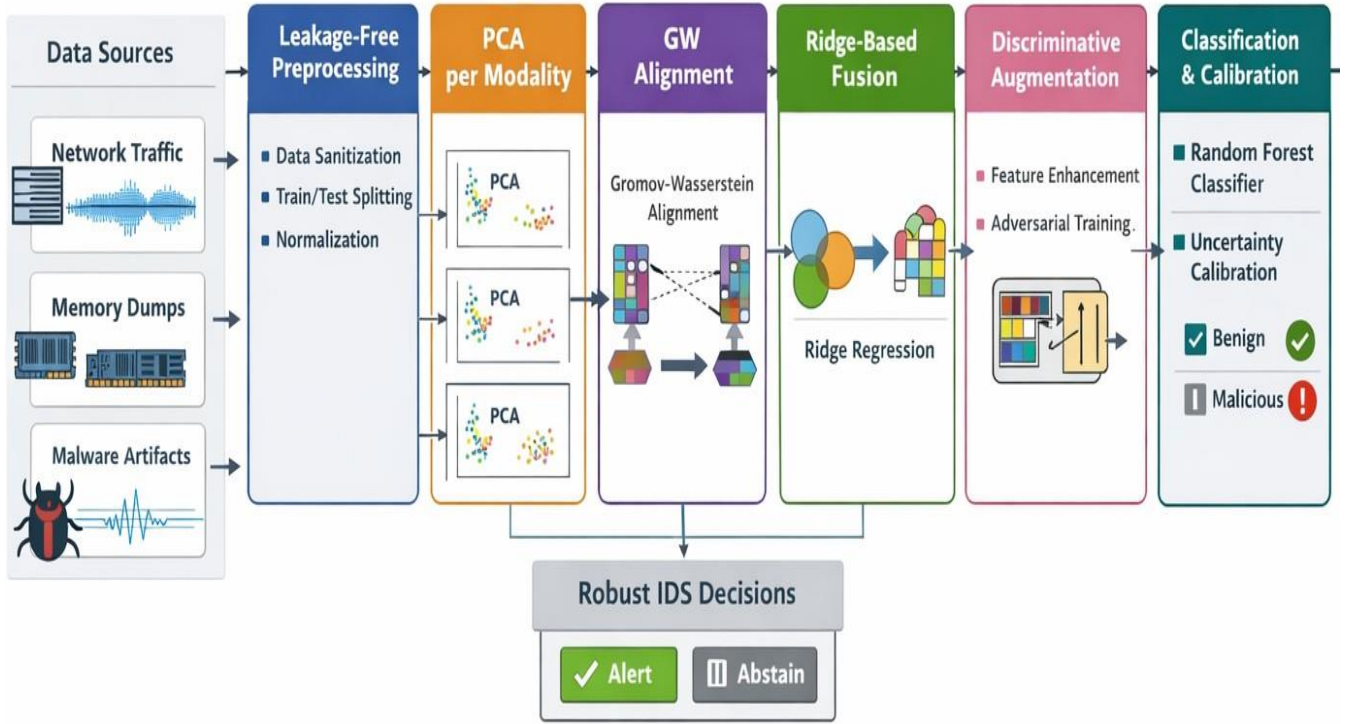 Data Sources
Network Traffic
Memory Dumps
Malware Artifacts
Leakage-Free
Preprocessing
Data Sanitization
Train/Test Splitting
Normalization
PCA
per Modality
PCA
PCA
PCA
GW
Alignment
Gromov-Wasserstein
Alignment
Ridge-Based
Fusion
Ridge Regression
Discriminative
Augmentation
Feature Enhancement
Adversarial Training.
Classification
& Calibration
Random Forest
Classifier
Uncertainty
Calibration
Benign
Malicious
Robust IDS Decisions
Alert
Abstain